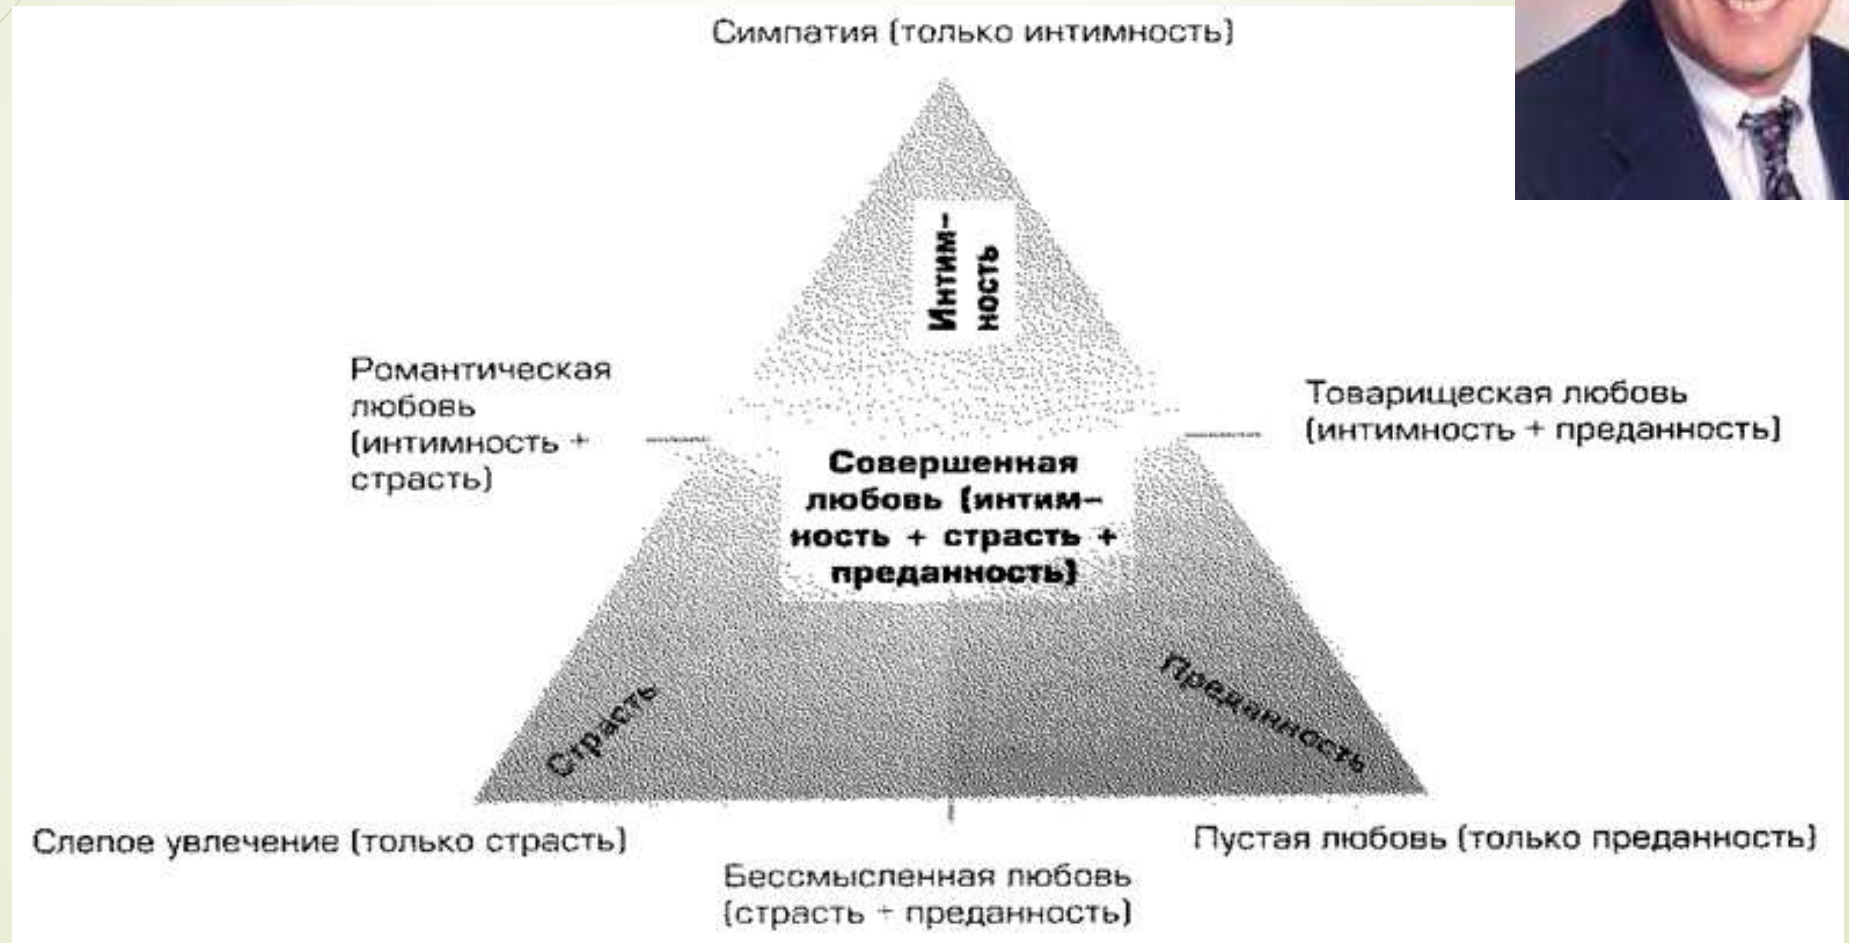 Симпатия (только интимность)
Интим-
ность
Романтическая
любовь
(интимность +
страсть)
Товарищеская любовь
(интимность + преданность)
Совершенная
любовь (интим-
ность + страсть +
преданность)
Страсть
Преданность
Слепое увлечение (только страсть)
Пустая любовь (только преданность)
Бессмысленная любовь
(страсть + преданность)